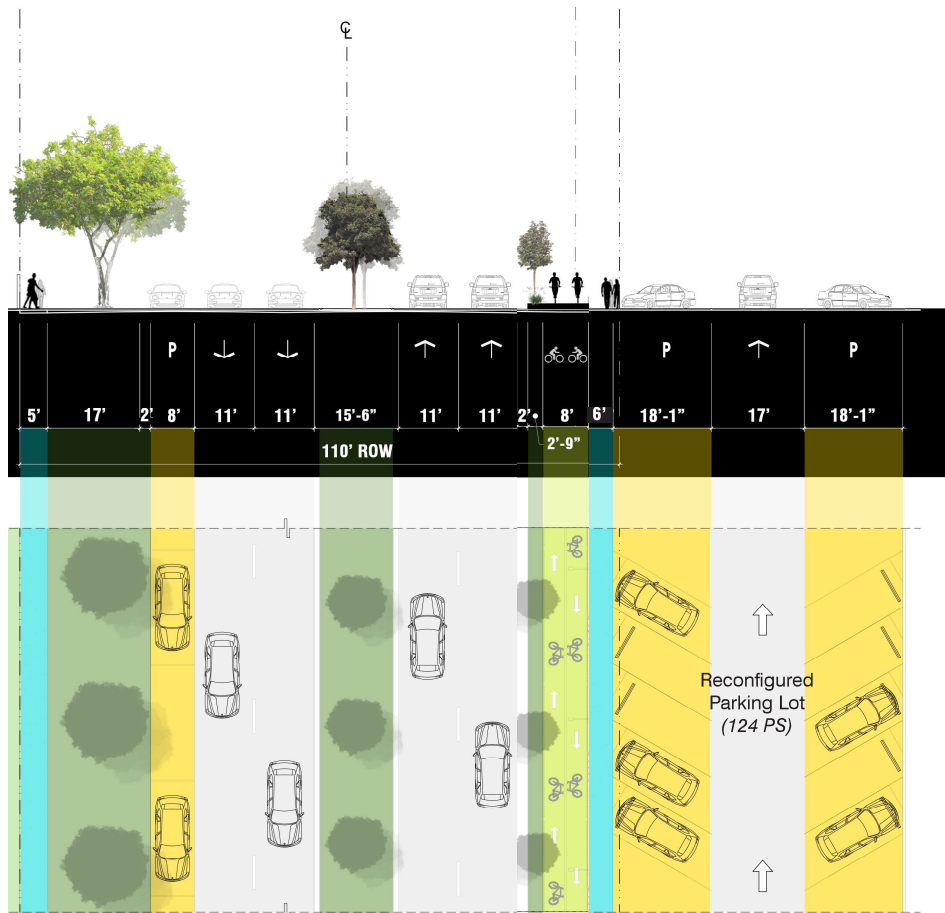 ℄
P
P
P
5’
17’
2’
8’
11’
11’
15’-6”
11’
11’
2’
8’
6’
18’-1”
17’
18’-1”
2’-9”
110’ ROW
Reconfigured
Parking Lot
(124 PS)